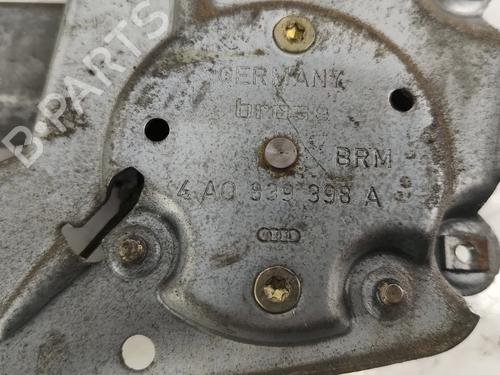 GERMANY
brose
BRM
4A0 839 398 A
B-PARTS